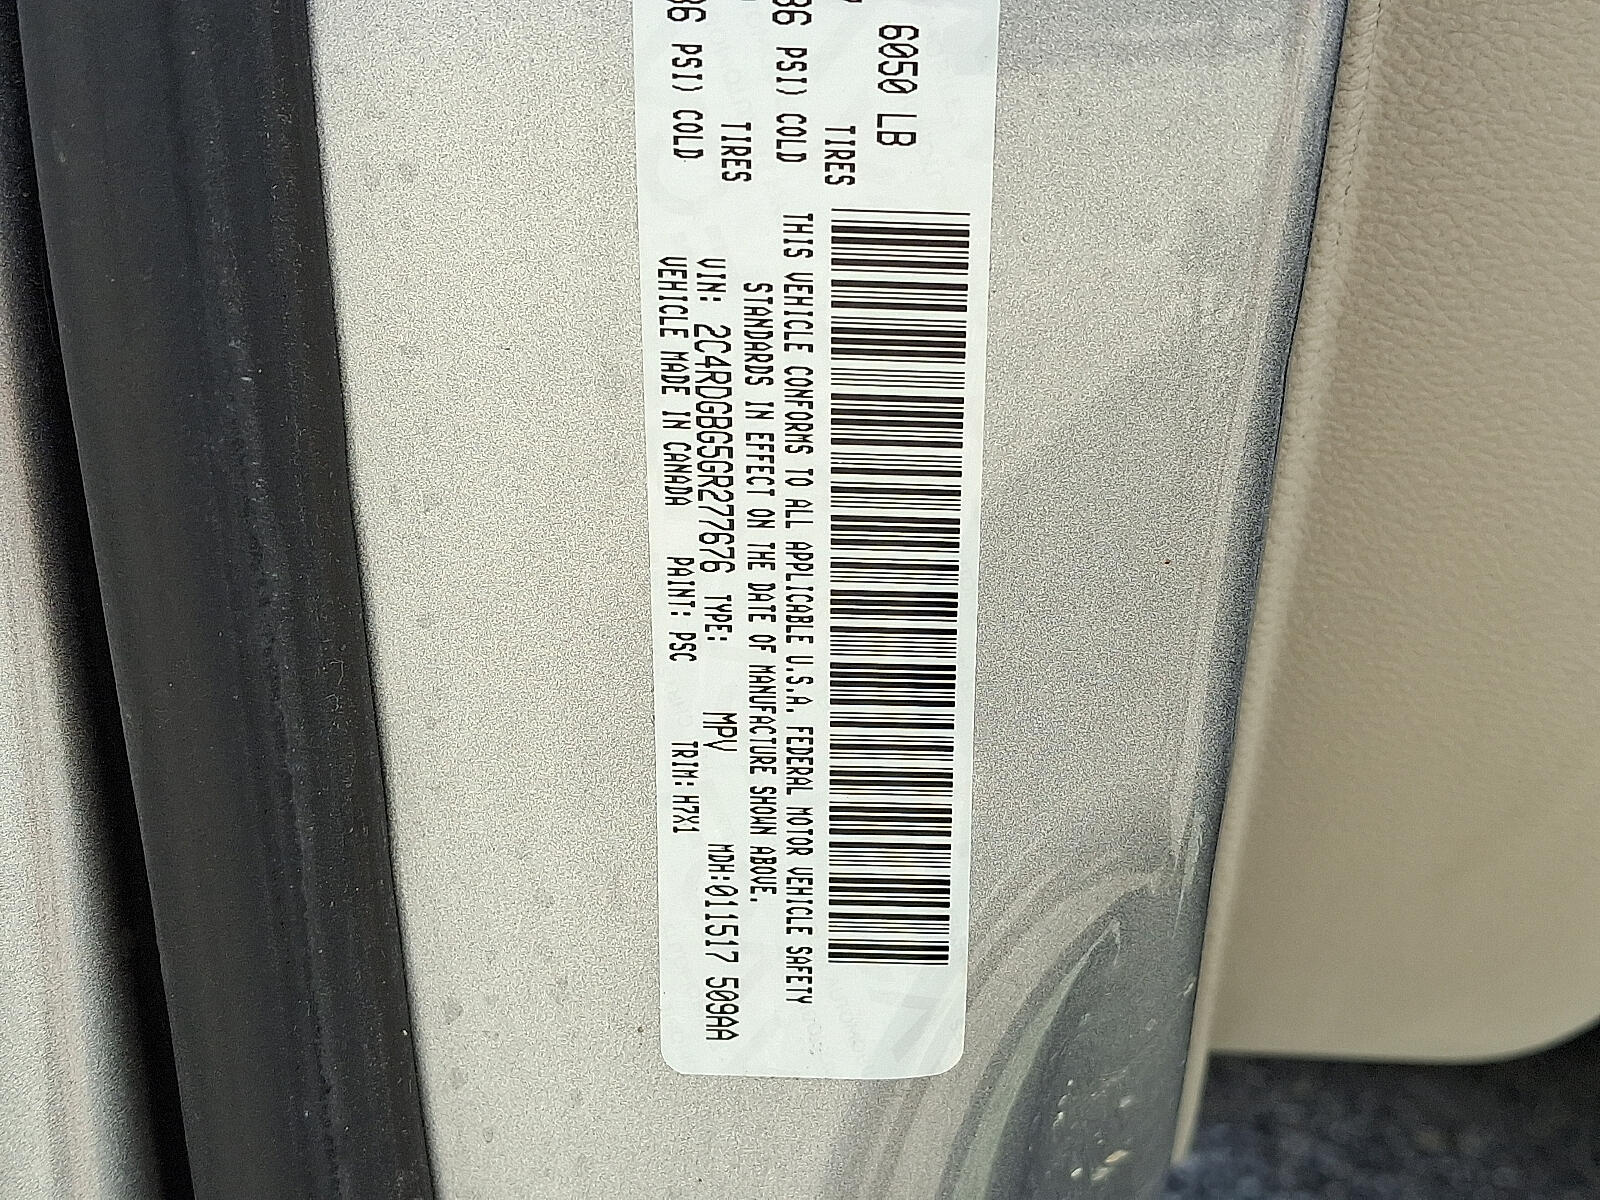 6050 LB
TIRES
36 PSI) COLD
TIRES
36 PSI) COLD
THIS VEHICLE CONFORMS TO ALL APPLICABLE U.S.A. FEDERAL MOTOR VEHICLE SAFETY
STANDARDS IN EFFECT ON THE DATE OF MANUFACTURE SHOWN ABOVE.
VIN: 2C4RDGBG5GR277676 TYPE: MPV MDH:011517 509AA
VEHICLE MADE IN CANADA PAINT: PSC TRIM: H7X1